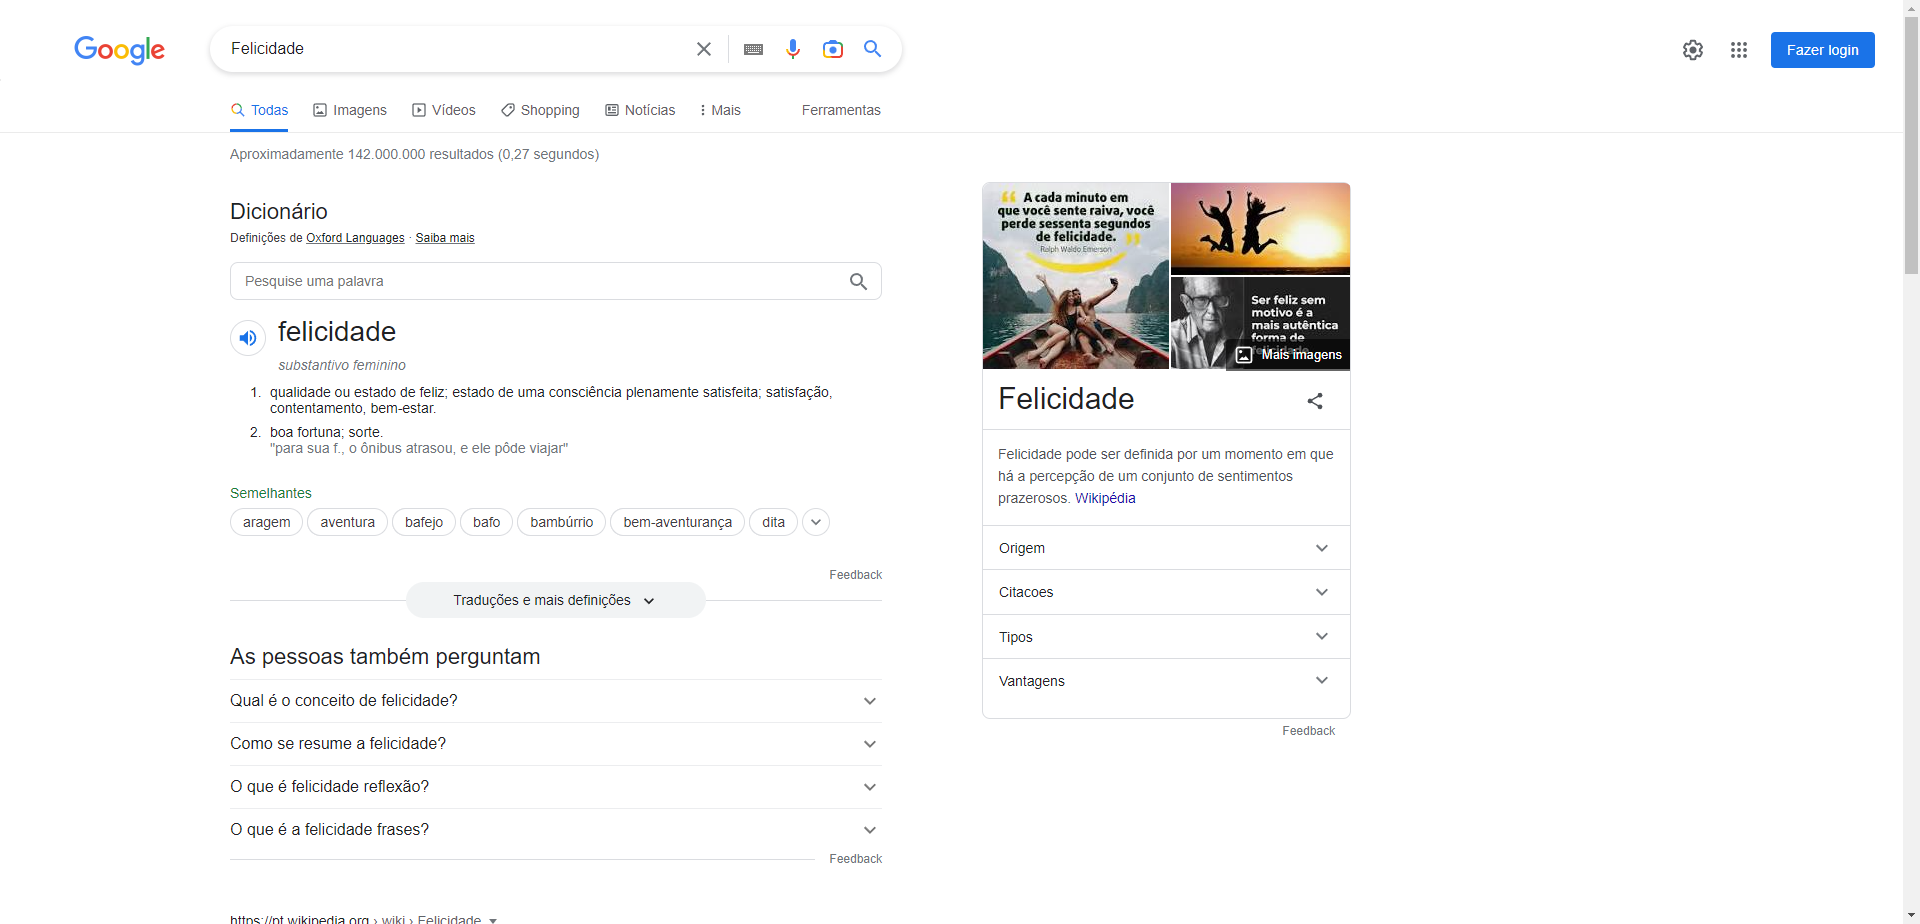 Google
Felicidade
Fazer login
Todas
Imagens
Vídeos
Shopping
Notícias
Mais
Ferramentas
Aproximadamente 142.000.000 resultados (0,27 segundos)
Dicionário
Definições de Oxford Languages · Saiba mais
Pesquise uma palavra
felicidade
substantivo feminino
1. qualidade ou estado de feliz; estado de uma consciência plenamente satisfeita; satisfação,
contentamento, bem-estar.
2. boa fortuna; sorte.
"para sua f., o ônibus atrasou, e ele pôde viajar"
Semelhantes
aragem
aventura
bafejo
bafo
bambúrrio
bem-aventurança
dita
Feedback
Traduções e mais definições
As pessoas também perguntam
Qual é o conceito de felicidade?
Como se resume a felicidade?
O que é felicidade reflexão?
O que é a felicidade frases?
Feedback
https://pt.wikipedia.org › wiki › Felicidade
“ A cada minuto em
que você sente raiva, você
perde sessenta segundos
de felicidade. ”
Ralph Waldo Emerson
Ser feliz sem
motivo é a
mais autêntica
forma de
felicidade
Mais imagens
Felicidade
Felicidade pode ser definida por um momento em que
há a percepção de um conjunto de sentimentos
prazerosos. Wikipédia
Origem
Citacoes
Tipos
Vantagens
Feedback